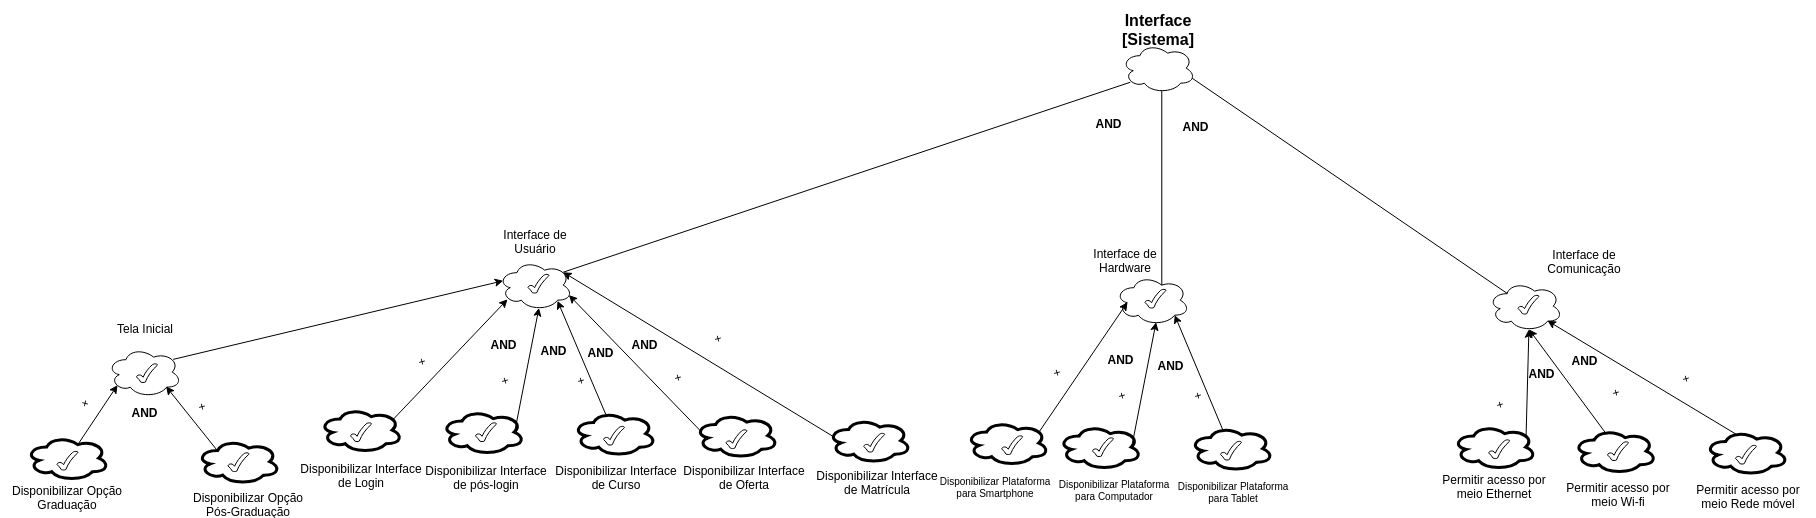 Interface
[Sistema]
AND
AND
Interface de
Usuário
Interface de
Hardware
Interface de
Comunicação
Tela Inicial
+
AND
+
+
AND
+
AND
+
AND
+
AND
+
+
AND
+
AND
+
+
AND
+
AND
+
Disponibilizar Opção
Graduação
Disponibilizar Opção
Pós-Graduação
Disponibilizar Interface
de Login
Disponibilizar Interface
de pós-login
Disponibilizar Interface
de Curso
Disponibilizar Interface
de Oferta
Disponibilizar Interface
de Matrícula
Disponibilizar Plataforma
para Smartphone
Disponibilizar Plataforma
para Computador
Disponibilizar Plataforma
para Tablet
Permitir acesso por
meio Ethernet
Permitir acesso por
meio Wi-fi
Permitir acesso por
meio Rede móvel